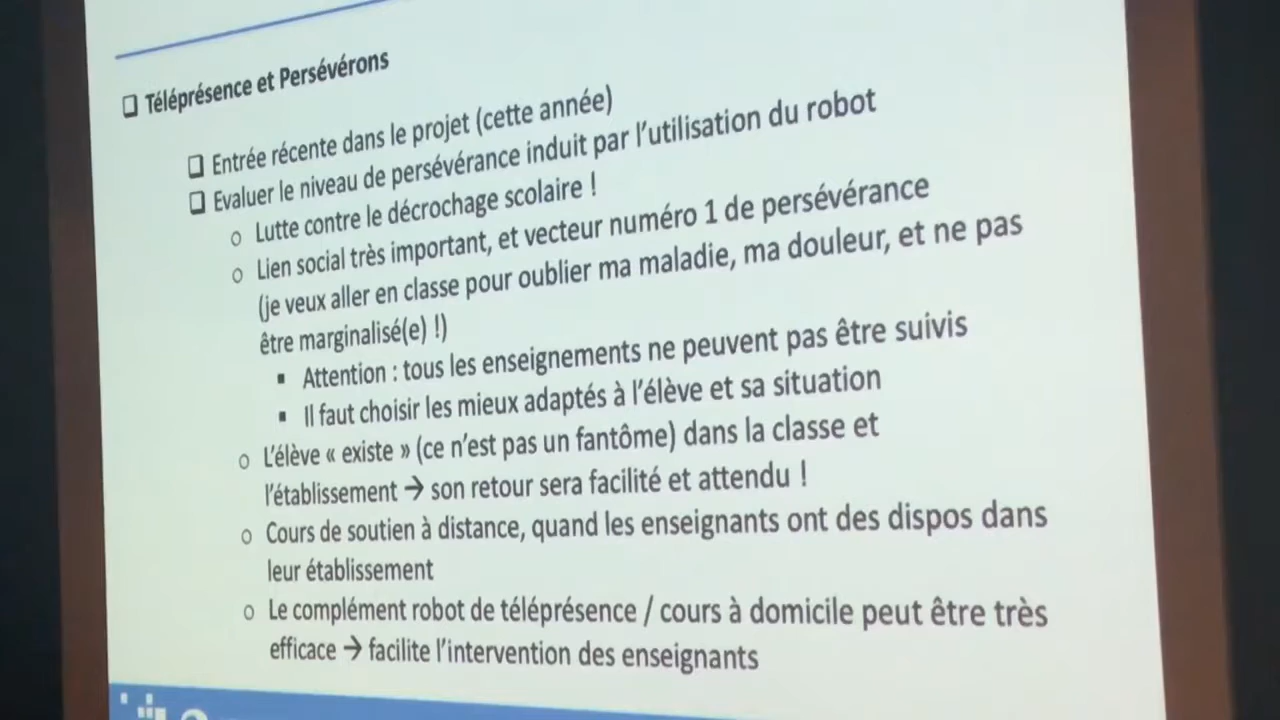 ❑ Téléprésence et Persévérons
❑ Entrée récente dans le projet (cette année)
❑ Evaluer le niveau de persévérance induit par l'utilisation du robot
o Lutte contre le décrochage scolaire !
o Lien social très important, et vecteur numéro 1 de persévérance
(je veux aller en classe pour oublier ma maladie, ma douleur, et ne pas
être marginalisé(e) !)
▪ Attention : tous les enseignements ne peuvent pas être suivis
▪ Il faut choisir les mieux adaptés à l'élève et sa situation
o L'élève « existe » (ce n'est pas un fantôme) dans la classe et
l'établissement → son retour sera facilité et attendu !
o Cours de soutien à distance, quand les enseignants ont des dispos dans
leur établissement
o Le complément robot de téléprésence / cours à domicile peut être très
efficace → facilite l'intervention des enseignants